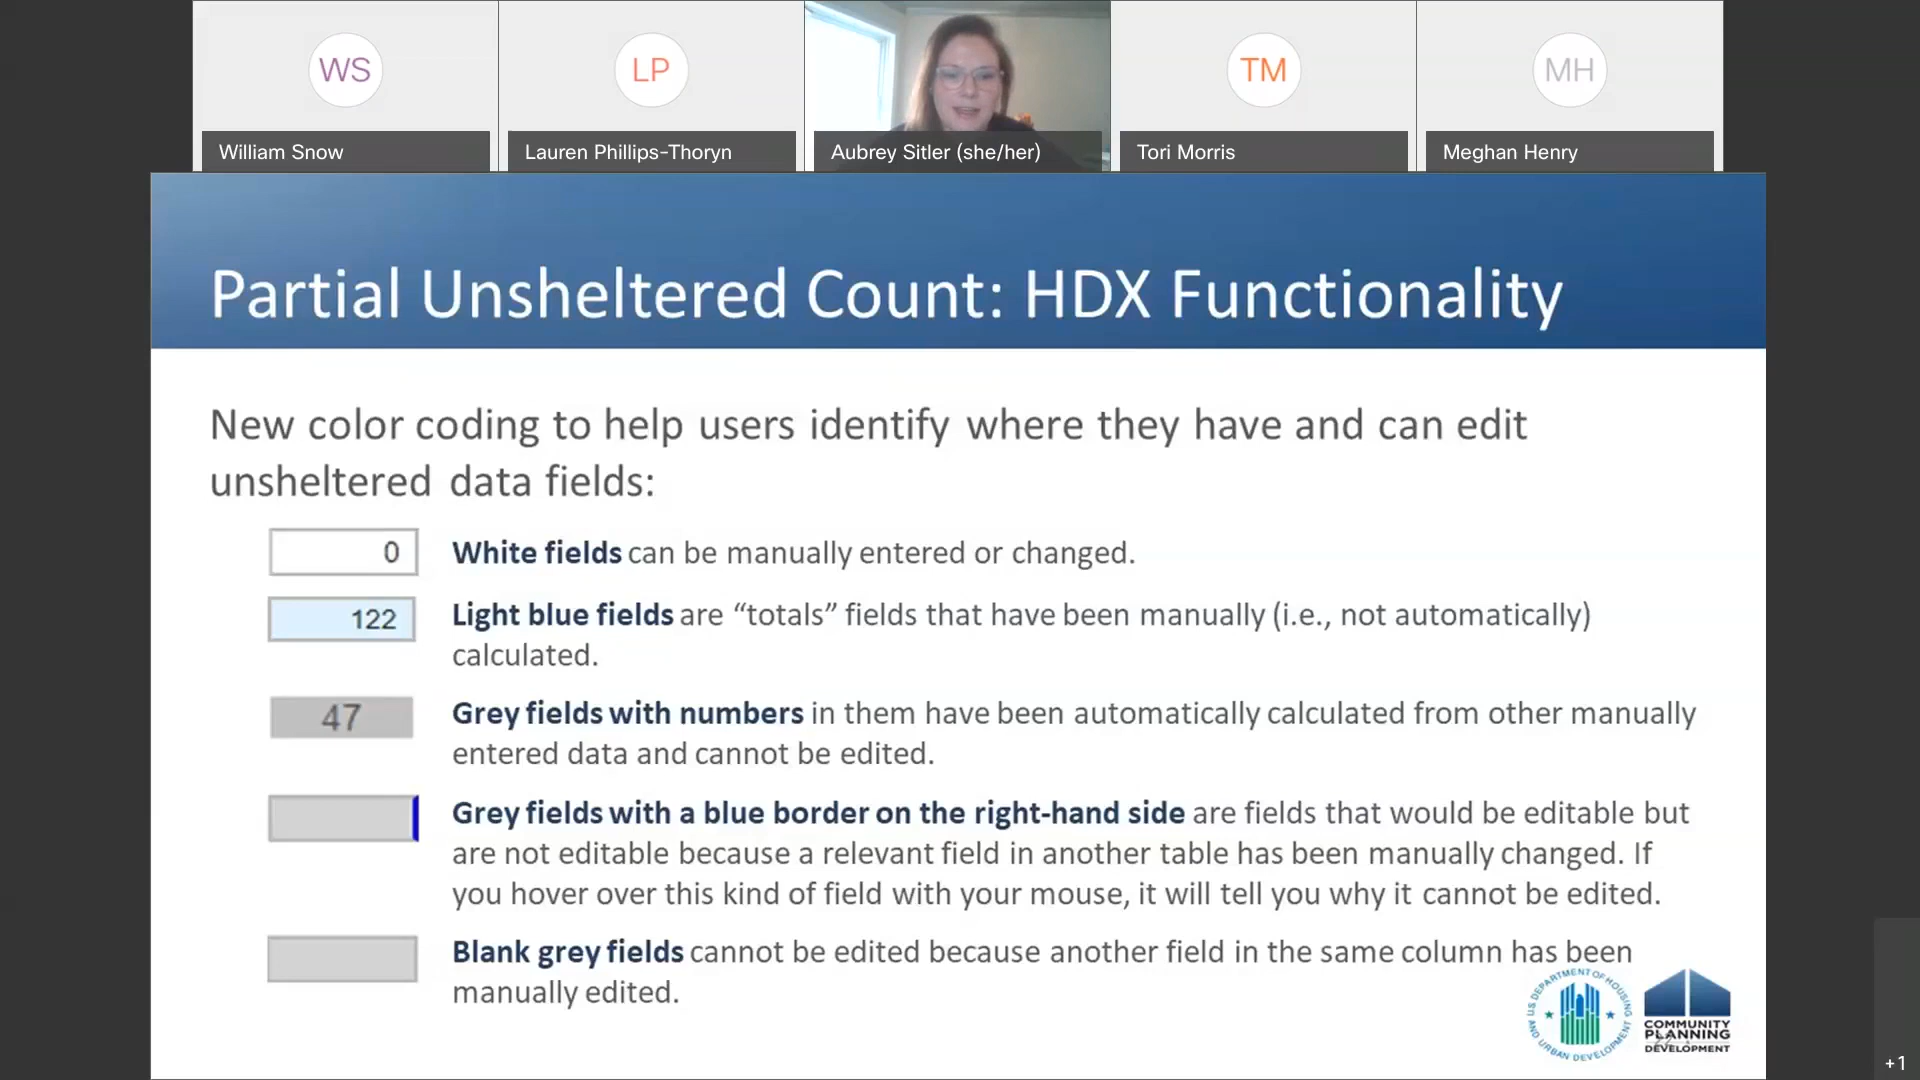 WS
LP
TM
MH
William Snow
Lauren Phillips-Thoryn
Aubrey Sitler (she/her)
Tori Morris
Meghan Henry
Partial Unsheltered Count: HDX Functionality
New color coding to help users identify where they have and can edit
unsheltered data fields:
0
White fields can be manually entered or changed.
122
Light blue fields are “totals” fields that have been manually (i.e., not automatically)
calculated.
47
Grey fields with numbers in them have been automatically calculated from other manually
entered data and cannot be edited.
Grey fields with a blue border on the right-hand side are fields that would be editable but
are not editable because a relevant field in another table has been manually changed. If
you hover over this kind of field with your mouse, it will tell you why it cannot be edited.
Blank grey fields cannot be edited because another field in the same column has been
manually edited.
U.S. DEPARTMENT OF HOUSING
AND URBAN DEVELOPMENT
COMMUNITY
PLANNING
DEVELOPMENT
+1